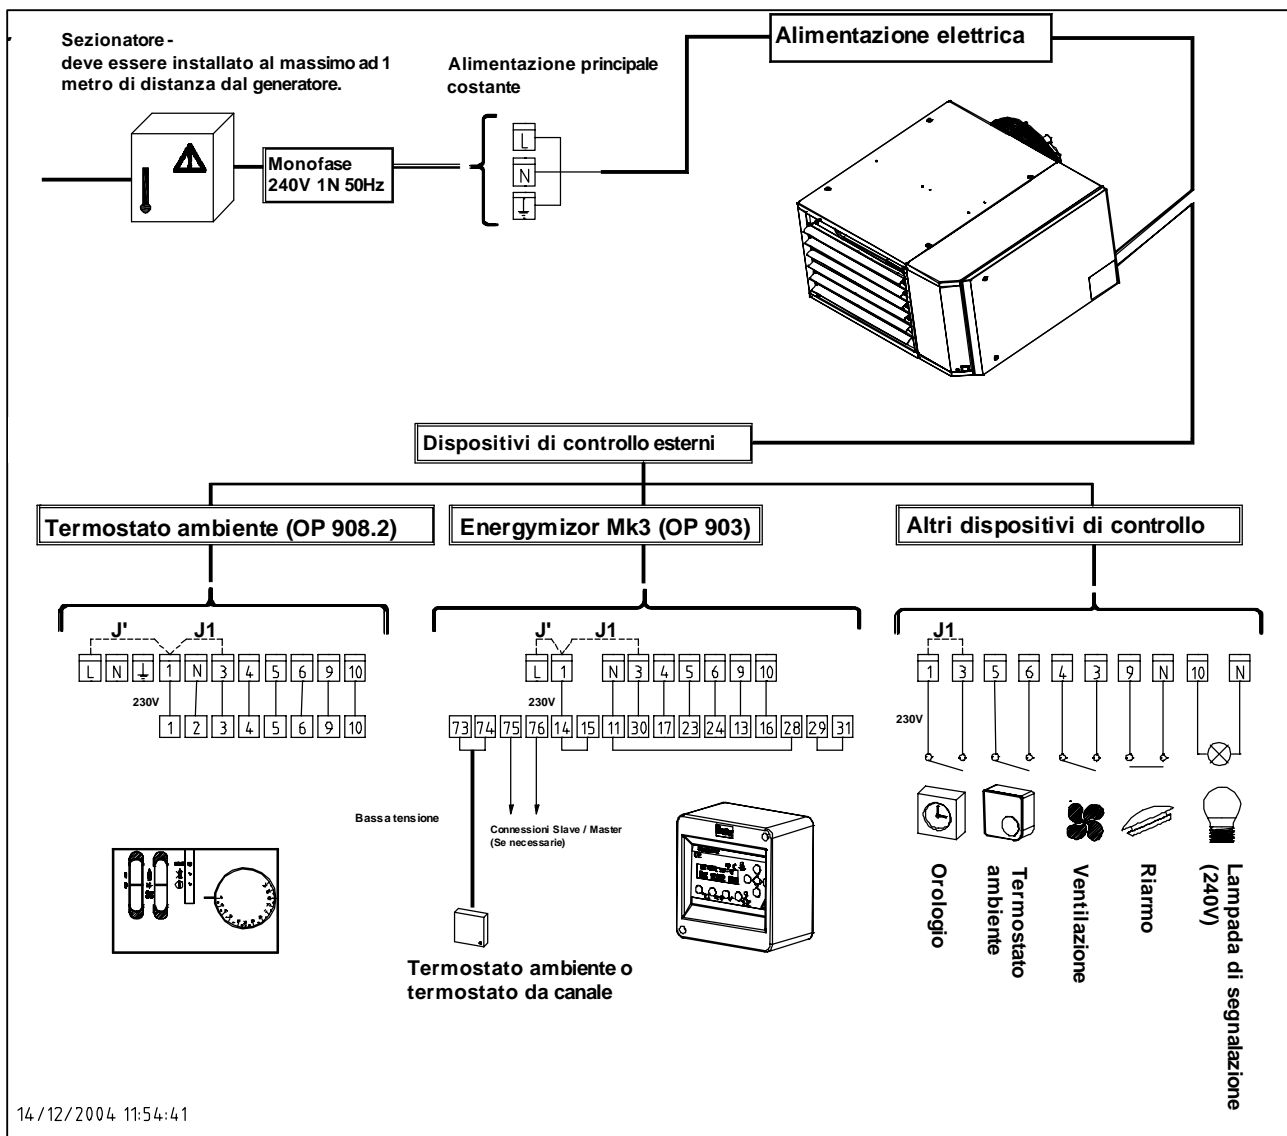 Sezionatore -
deve essere installato al massimo ad 1
metro di distanza dal generatore.
Alimentazione principale
costante
Alimentazione elettrica
Monofase
240V 1N 50Hz
L
N
Dispositivi di controllo esterni
Termostato ambiente (OP 908.2)
Energymizor Mk3 (OP 903)
Altri dispositivi di controllo
J' J1
L N 1 N 3 4 5 6 9 10
230V
1 2 3 4 5 6 9 10
J' J1
L 1 N 3 4 5 6 9 10
230V
73 74 75 76 14 15 11 30 17 23 24 13 16 28 29 31
Bassa tensione
Connessioni Slave / Master
(Se necessarie)
Termostato ambiente o
termostato da canale
J1
1 3 5 6 4 3 9 N 10 N
230V
Orologio
Termostato
ambiente
Ventilazione
Riarmo
Lampada di segnalazione
(240V)
14/12/2004 11:54:41